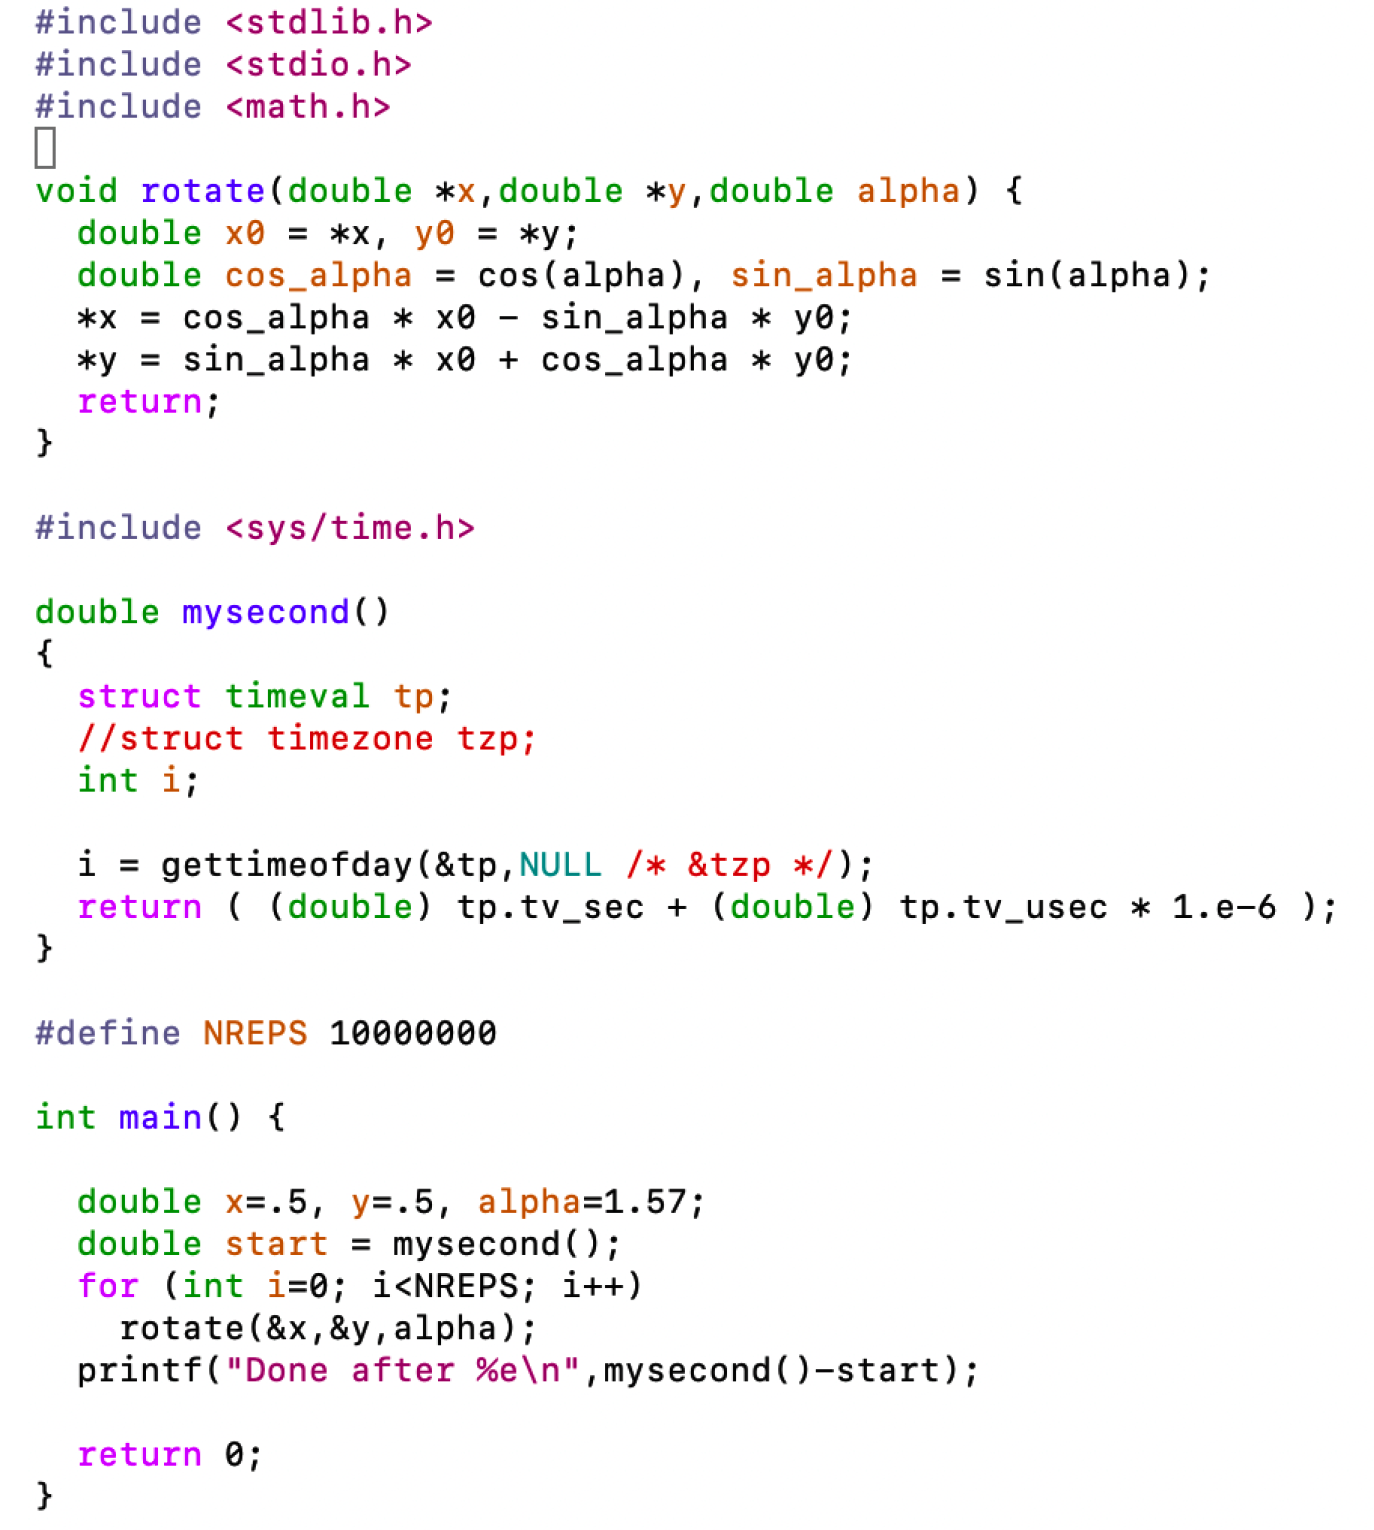 #include <stdlib.h>
#include <stdio.h>
#include <math.h>
void rotate(double *x,double *y,double alpha) {
  double x0 = *x, y0 = *y;
  double cos_alpha = cos(alpha), sin_alpha = sin(alpha);
  *x = cos_alpha * x0 - sin_alpha * y0;
  *y = sin_alpha * x0 + cos_alpha * y0;
  return;
}
#include <sys/time.h>
double mysecond()
{
  struct timeval tp;
  //struct timezone tzp;
  int i;
  i = gettimeofday(&tp,NULL /* &tzp */);
  return ( (double) tp.tv_sec + (double) tp.tv_usec * 1.e-6 );
}
#define NREPS 10000000
int main() {
  double x=.5, y=.5, alpha=1.57;
  double start = mysecond();
  for (int i=0; i<NREPS; i++)
    rotate(&x,&y,alpha);
  printf("Done after %e\n",mysecond()-start);
  return 0;
}